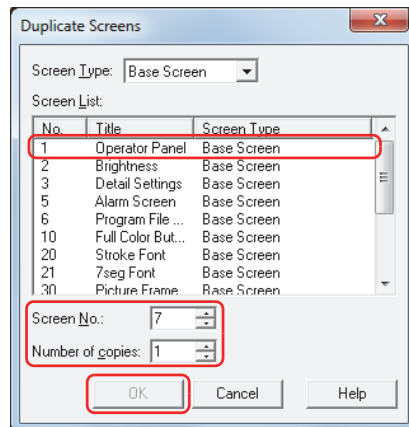 Duplicate Screens
Screen Type: Base Screen
Screen List:
No. Title Screen Type
1 Operator Panel Base Screen
2 Brightness Base Screen
3 Detail Settings Base Screen
5 Alarm Screen Base Screen
6 Program File ... Base Screen
10 Full Color But... Base Screen
20 Stroke Font Base Screen
21 7seg Font Base Screen
30 Picture Frame Base Screen
Screen No.: 7
Number of copies: 1
OK Cancel Help